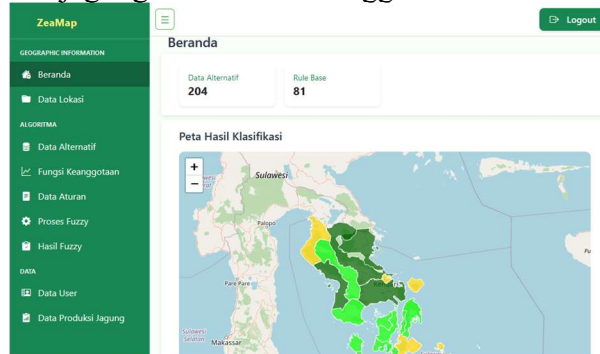 ZeaMap
Logout
GEOGRAPHIC INFORMATION
Beranda
Data Lokasi
ALGORITMA
Data Alternatif
Fungsi Keanggotaan
Data Aturan
Proses Fuzzy
Hasil Fuzzy
DATA
Data User
Data Produksi Jagung
Beranda
Data Alternatif
204
Rule Base
81
Peta Hasil Klasifikasi
+
−
Sulawesi
Palopo
Pare Pare
Sulawesi
Selatan
Makassar